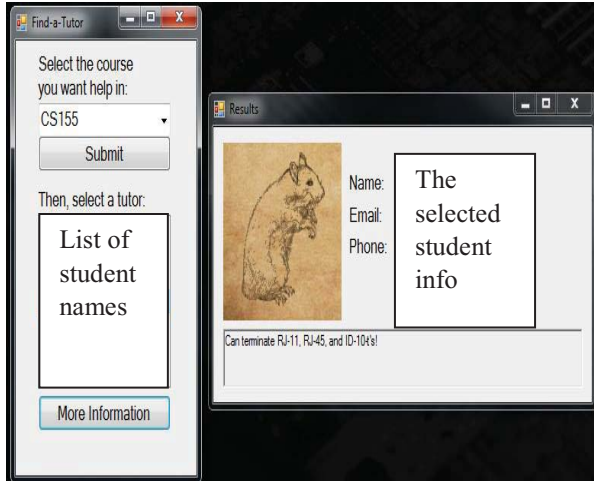 Find-a-Tutor
Select the course
you want help in:
CS155
Submit
Then, select a tutor:
List of
student
names
More Information
Results
Name:
Email:
Phone:
The
selected
student
info
Can terminate RJ-11, RJ-45, and ID-10-t's!